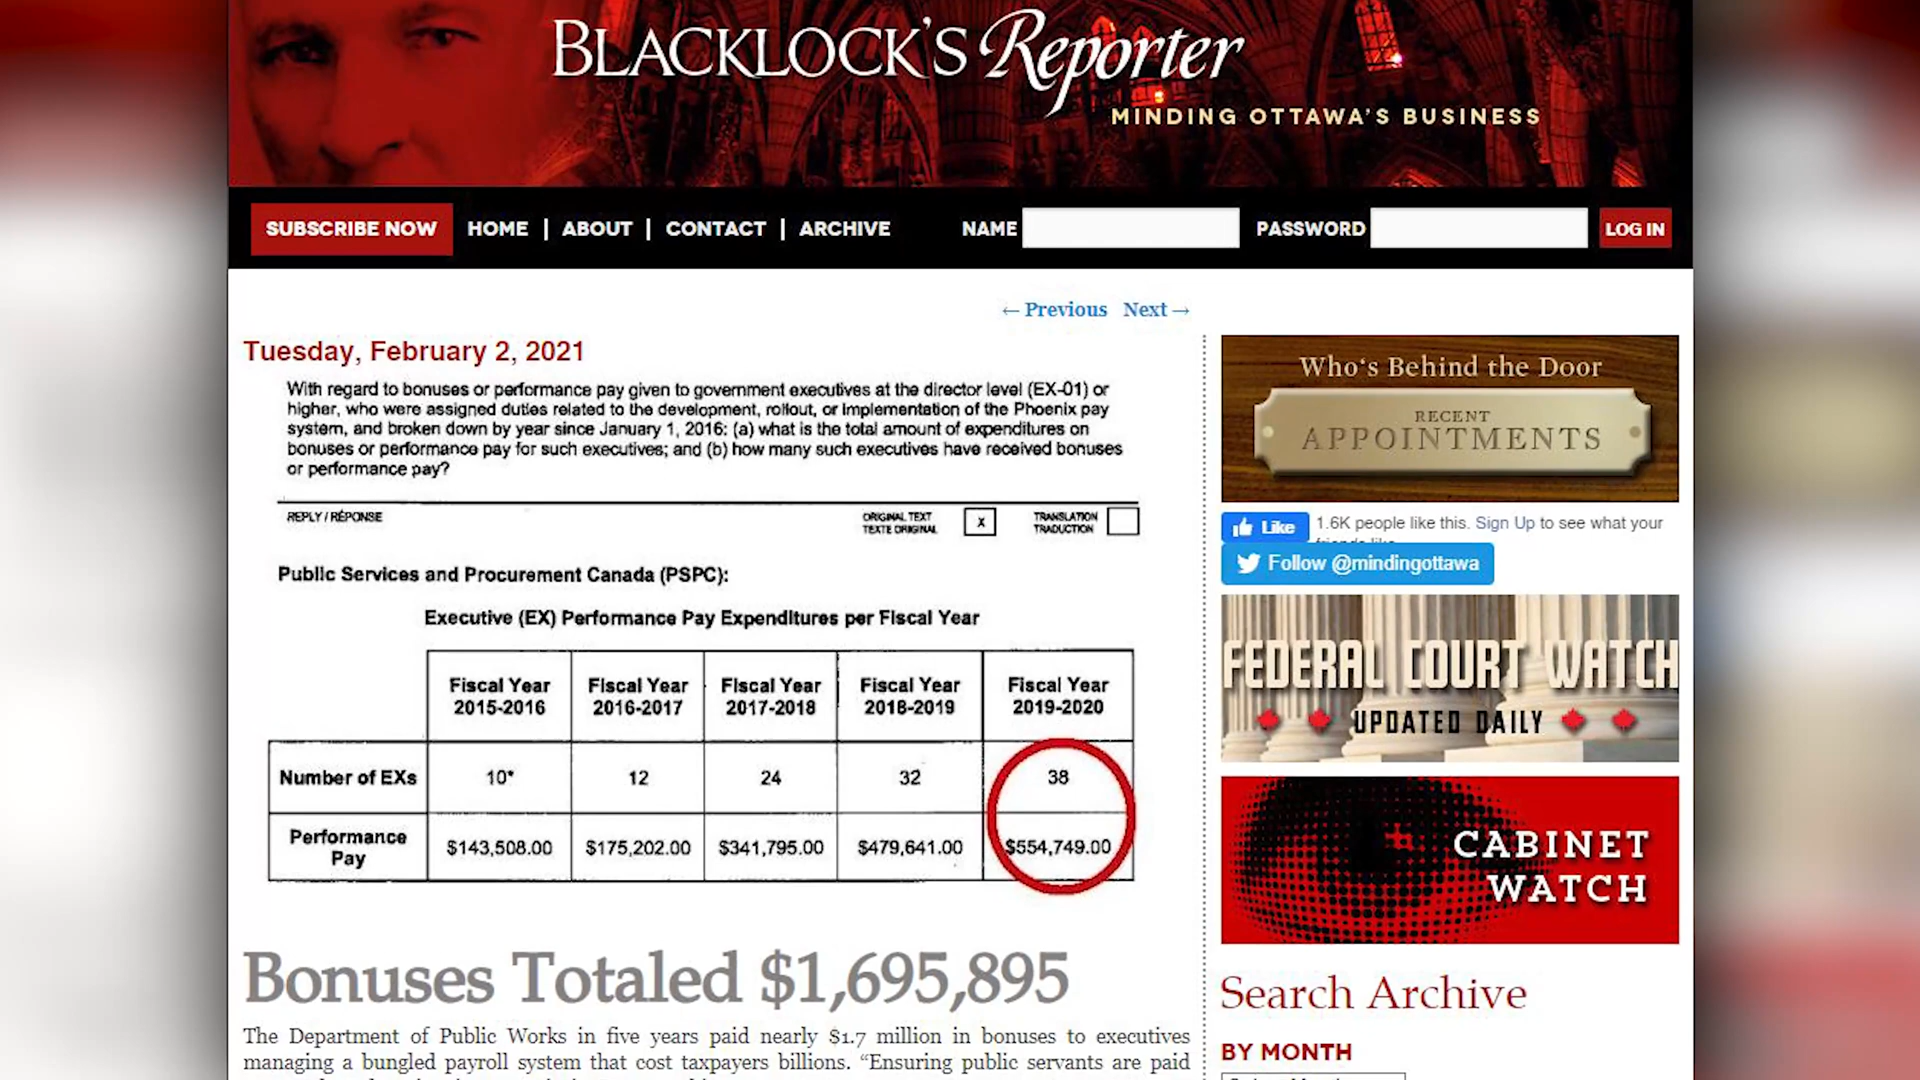 BLACKLOCK'S Reporter
MINDING OTTAWA'S BUSINESS
SUBSCRIBE NOW HOME | ABOUT | CONTACT | ARCHIVE NAME PASSWORD LOG IN
← Previous Next →
Tuesday, February 2, 2021
With regard to bonuses or performance pay given to government executives at the director level (EX-01) or
higher, who were assigned duties related to the development, rollout, or implementation of the Phoenix pay
system, and broken down by year since January 1, 2016: (a) what is the total amount of expenditures on
bonuses or performance pay for such executives; and (b) how many such executives have received bonuses
or performance pay?
REPLY / RÉPONSE
ORIGINAL TEXT
TEXTE ORIGINAL
X
TRANSLATION
TRADUCTION
Public Services and Procurement Canada (PSPC):
Executive (EX) Performance Pay Expenditures per Fiscal Year
Fiscal Year Fiscal Year Fiscal Year Fiscal Year Fiscal Year
2015-2016 2016-2017 2017-2018 2018-2019 2019-2020
Number of EXs 10* 12 24 32 38
Performance
Pay
$143,508.00 $175,202.00 $341,795.00 $479,641.00 $554,749.00
Bonuses Totaled $1,695,895
The Department of Public Works in five years paid nearly $1.7 million in bonuses to executives
managing a bungled payroll system that cost taxpayers billions. “Ensuring public servants are paid
Who's Behind the Door
RECENT
APPOINTMENTS
Like 1.6K people like this. Sign Up to see what your
Follow @mindingottawa
FEDERAL COURT WATCH
UPDATED DAILY
CABINET
WATCH
Search Archive
BY MONTH